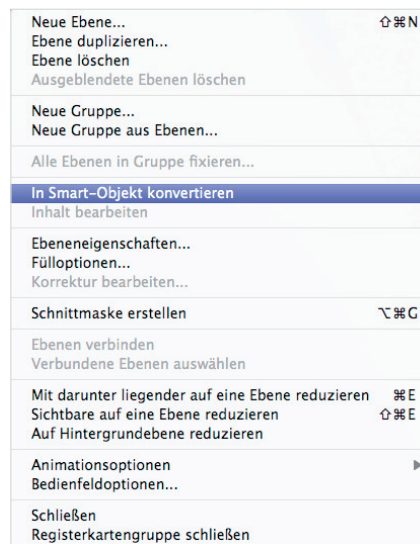 Neue Ebene... ⇧⌘N
Ebene duplizieren...
Ebene löschen
Ausgeblendete Ebenen löschen
Neue Gruppe...
Neue Gruppe aus Ebenen...
Alle Ebenen in Gruppe fixieren...
In Smart-Objekt konvertieren
Inhalt bearbeiten
Ebeneneigenschaften...
Fülloptionen...
Korrektur bearbeiten...
Schnittmaske erstellen ⌥⌘G
Ebenen verbinden
Verbundene Ebenen auswählen
Mit darunter liegender auf eine Ebene reduzieren ⌘E
Sichtbare auf eine Ebene reduzieren ⇧⌘E
Auf Hintergrundebene reduzieren
Animationsoptionen
Bedienfeldoptionen...
Schließen
Registerkartengruppe schließen